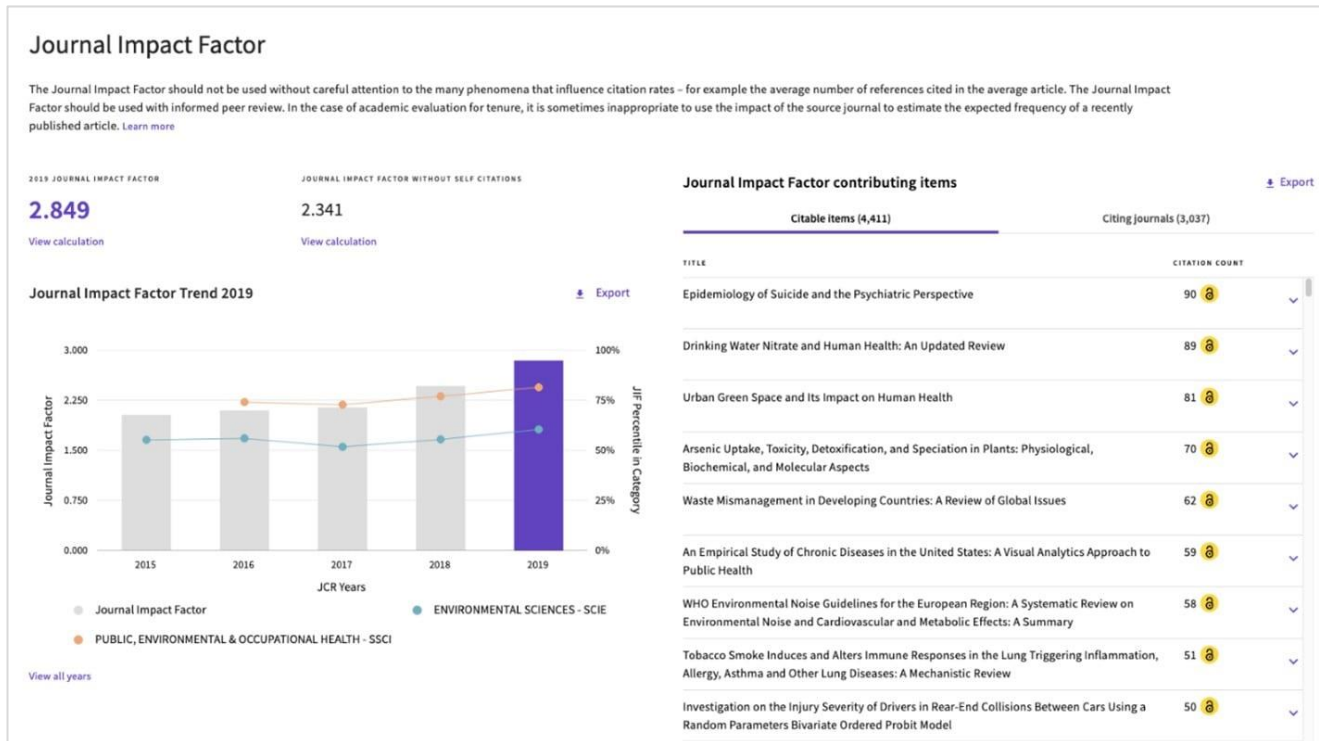 Journal Impact Factor
The Journal Impact Factor should not be used without careful attention to the many phenomena that influence citation rates – for example the average number of references cited in the average article. The Journal Impact
Factor should be used with informed peer review. In the case of academic evaluation for tenure, it is sometimes inappropriate to use the impact of the source journal to estimate the expected frequency of a recently
published article. Learn more
2019 JOURNAL IMPACT FACTOR
2.849
View calculation
JOURNAL IMPACT FACTOR WITHOUT SELF CITATIONS
2.341
View calculation
Journal Impact Factor Trend 2019
Export
3.000
2.250
1.500
0.750
0.000
Journal Impact Factor
100%
75%
50%
25%
0%
JIF Percentile in Category
2015 2016 2017 2018 2019
JCR Years
Journal Impact Factor
ENVIRONMENTAL SCIENCES - SCIE
PUBLIC, ENVIRONMENTAL & OCCUPATIONAL HEALTH - SSCI
View all years
Journal Impact Factor contributing items
Export
Citable items (4,411)
Citing journals (3,037)
TITLE CITATION COUNT
Epidemiology of Suicide and the Psychiatric Perspective 90
Drinking Water Nitrate and Human Health: An Updated Review 89
Urban Green Space and Its Impact on Human Health 81
Arsenic Uptake, Toxicity, Detoxification, and Speciation in Plants: Physiological, 70
Biochemical, and Molecular Aspects
Waste Mismanagement in Developing Countries: A Review of Global Issues 62
An Empirical Study of Chronic Diseases in the United States: A Visual Analytics Approach to 59
Public Health
WHO Environmental Noise Guidelines for the European Region: A Systematic Review on 58
Environmental Noise and Cardiovascular and Metabolic Effects: A Summary
Tobacco Smoke Induces and Alters Immune Responses in the Lung Triggering Inflammation, 51
Allergy, Asthma and Other Lung Diseases: A Mechanistic Review
Investigation on the Injury Severity of Drivers in Rear-End Collisions Between Cars Using a 50
Random Parameters Bivariate Ordered Probit Model